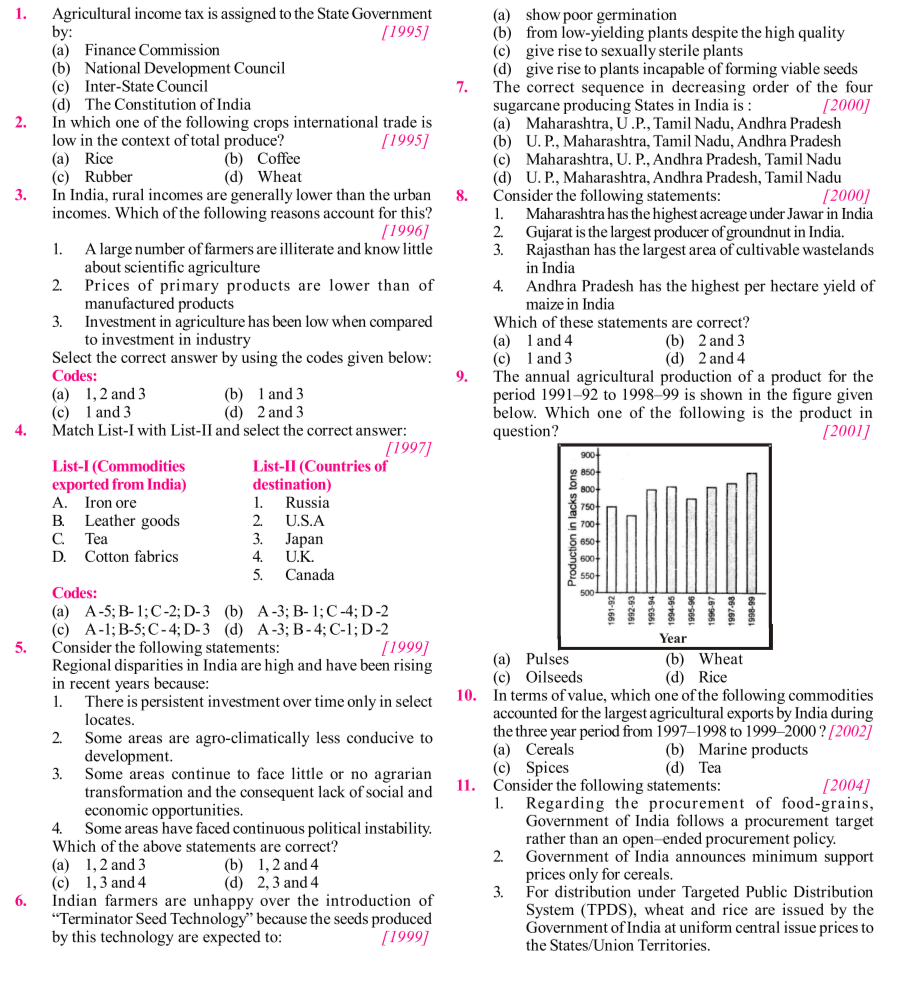 1. Agricultural income tax is assigned to the State Government
by: [1995]
(a) Finance Commission
(b) National Development Council
(c) Inter-State Council
(d) The Constitution of India
2. In which one of the following crops international trade is
low in the context of total produce? [1995]
(a) Rice (b) Coffee
(c) Rubber (d) Wheat
3. In India, rural incomes are generally lower than the urban
incomes. Which of the following reasons account for this?
[1996]
1. A large number of farmers are illiterate and know little
about scientific agriculture
2. Prices of primary products are lower than of
manufactured products
3. Investment in agriculture has been low when compared
to investment in industry
Select the correct answer by using the codes given below:
Codes:
(a) 1, 2 and 3 (b) 1 and 3
(c) 1 and 3 (d) 2 and 3
4. Match List-I with List-II and select the correct answer:
[1997]
List-I (Commodities List-II (Countries of
exported from India) destination)
A. Iron ore 1. Russia
B. Leather goods 2. U.S.A
C. Tea 3. Japan
D. Cotton fabrics 4. U.K.
5. Canada
Codes:
(a) A -5; B- 1; C -2; D- 3 (b) A -3; B- 1; C -4; D -2
(c) A -1; B-5; C - 4; D- 3 (d) A -3; B - 4; C-1; D -2
5. Consider the following statements: [1999]
Regional disparities in India are high and have been rising
in recent years because:
1. There is persistent investment over time only in select
locates.
2. Some areas are agro-climatically less conducive to
development.
3. Some areas continue to face little or no agrarian
transformation and the consequent lack of social and
economic opportunities.
4. Some areas have faced continuous political instability.
Which of the above statements are correct?
(a) 1, 2 and 3 (b) 1, 2 and 4
(c) 1, 3 and 4 (d) 2, 3 and 4
6. Indian farmers are unhappy over the introduction of
“Terminator Seed Technology” because the seeds produced
by this technology are expected to: [1999]
(a) show poor germination
(b) from low-yielding plants despite the high quality
(c) give rise to sexually sterile plants
(d) give rise to plants incapable of forming viable seeds
7. The correct sequence in decreasing order of the four
sugarcane producing States in India is : [2000]
(a) Maharashtra, U .P., Tamil Nadu, Andhra Pradesh
(b) U. P., Maharashtra, Tamil Nadu, Andhra Pradesh
(c) Maharashtra, U. P., Andhra Pradesh, Tamil Nadu
(d) U. P., Maharashtra, Andhra Pradesh, Tamil Nadu
8. Consider the following statements: [2000]
1. Maharashtra has the highest acreage under Jawar in India
2. Gujarat is the largest producer of groundnut in India.
3. Rajasthan has the largest area of cultivable wastelands
in India
4. Andhra Pradesh has the highest per hectare yield of
maize in India
Which of these statements are correct?
(a) 1 and 4 (b) 2 and 3
(c) 1 and 3 (d) 2 and 4
9. The annual agricultural production of a product for the
period 1991–92 to 1998–99 is shown in the figure given
below. Which one of the following is the product in
question? [2001]
Production in lacks tons
900
850
800
750
700
650
600
550
500
1991-92
1992-93
1993-94
1994-95
1995-96
1996-97
1997-98
1998-99
Year
(a) Pulses (b) Wheat
(c) Oilseeds (d) Rice
10. In terms of value, which one of the following commodities
accounted for the largest agricultural exports by India during
the three year period from 1997–1998 to 1999–2000 ? [2002]
(a) Cereals (b) Marine products
(c) Spices (d) Tea
11. Consider the following statements: [2004]
1. Regarding the procurement of food-grains,
Government of India follows a procurement target
rather than an open–ended procurement policy.
2. Government of India announces minimum support
prices only for cereals.
3. For distribution under Targeted Public Distribution
System (TPDS), wheat and rice are issued by the
Government of India at uniform central issue prices to
the States/Union Territories.